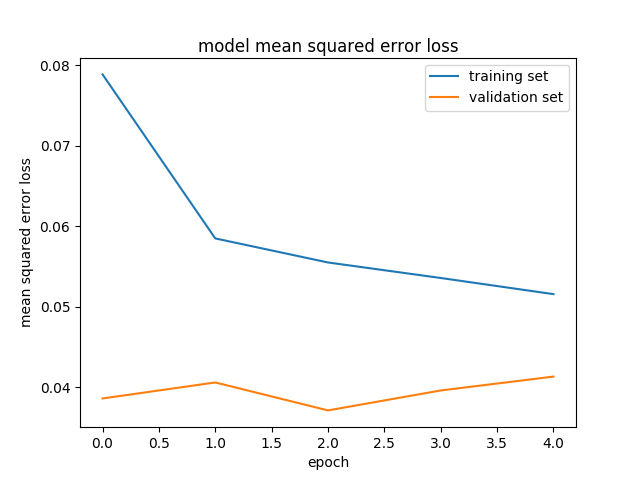 model mean squared error loss
training set
validation set
0.08
0.07
0.06
0.05
0.04
mean squared error loss
0.0 0.5 1.0 1.5 2.0 2.5 3.0 3.5 4.0
epoch